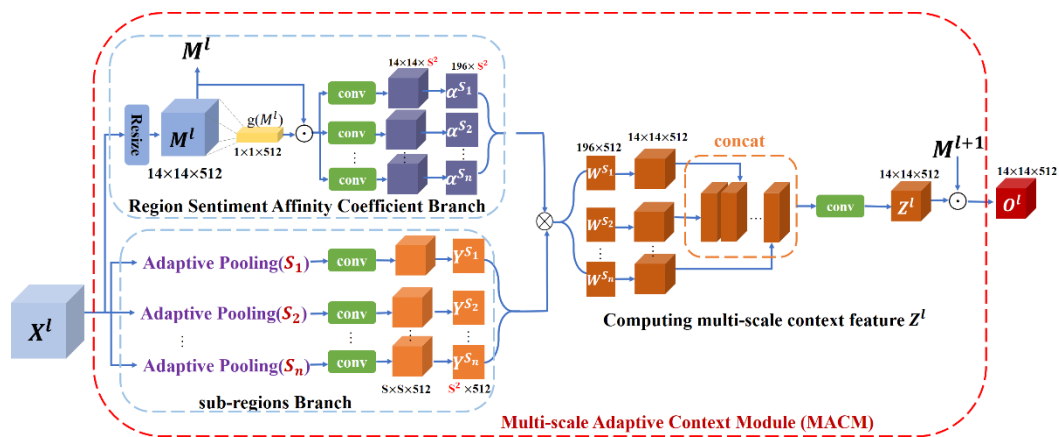 M^l
14×14× S²
196× S²
conv
α^{S_1}
Resize
M^l
g(M^l)
1×1×512
14×14×512
conv
α^{S_2}
conv
α^{S_n}
Region Sentiment Affinity Coefficient Branch
X^l
Adaptive Pooling(S_1)
conv
Y^{S_1}
Adaptive Pooling(S_2)
conv
Y^{S_2}
Adaptive Pooling(S_n)
conv
Y^{S_n}
S×S×512
S² ×512
sub-regions Branch
196×512
14×14×512
W^{S_1}
W^{S_2}
W^{S_n}
concat
conv
14×14×512
Z^l
M^{l+1}
14×14×512
O^l
Computing multi-scale context feature Z^l
Multi-scale Adaptive Context Module (MACM)